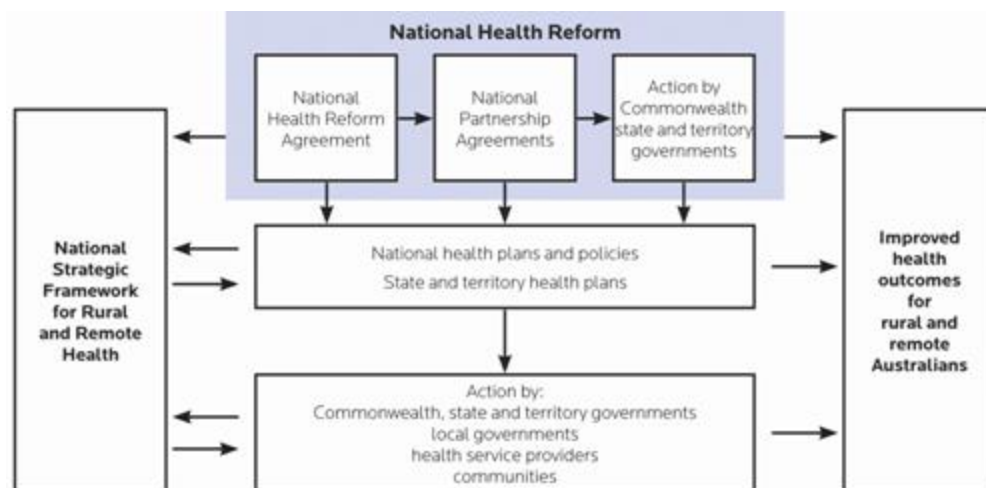 National Health Reform
National
Health Reform
Agreement
National
Partnership
Agreements
Action by
Commonwealth
state and territory
governments
National
Strategic
Framework
for Rural
and Remote
Health
National health plans and policies
State and territory health plans
Improved
health
outcomes
for
rural and
remote
Australians
Action by:
Commonwealth, state and territory governments
local governments
health service providers
communities